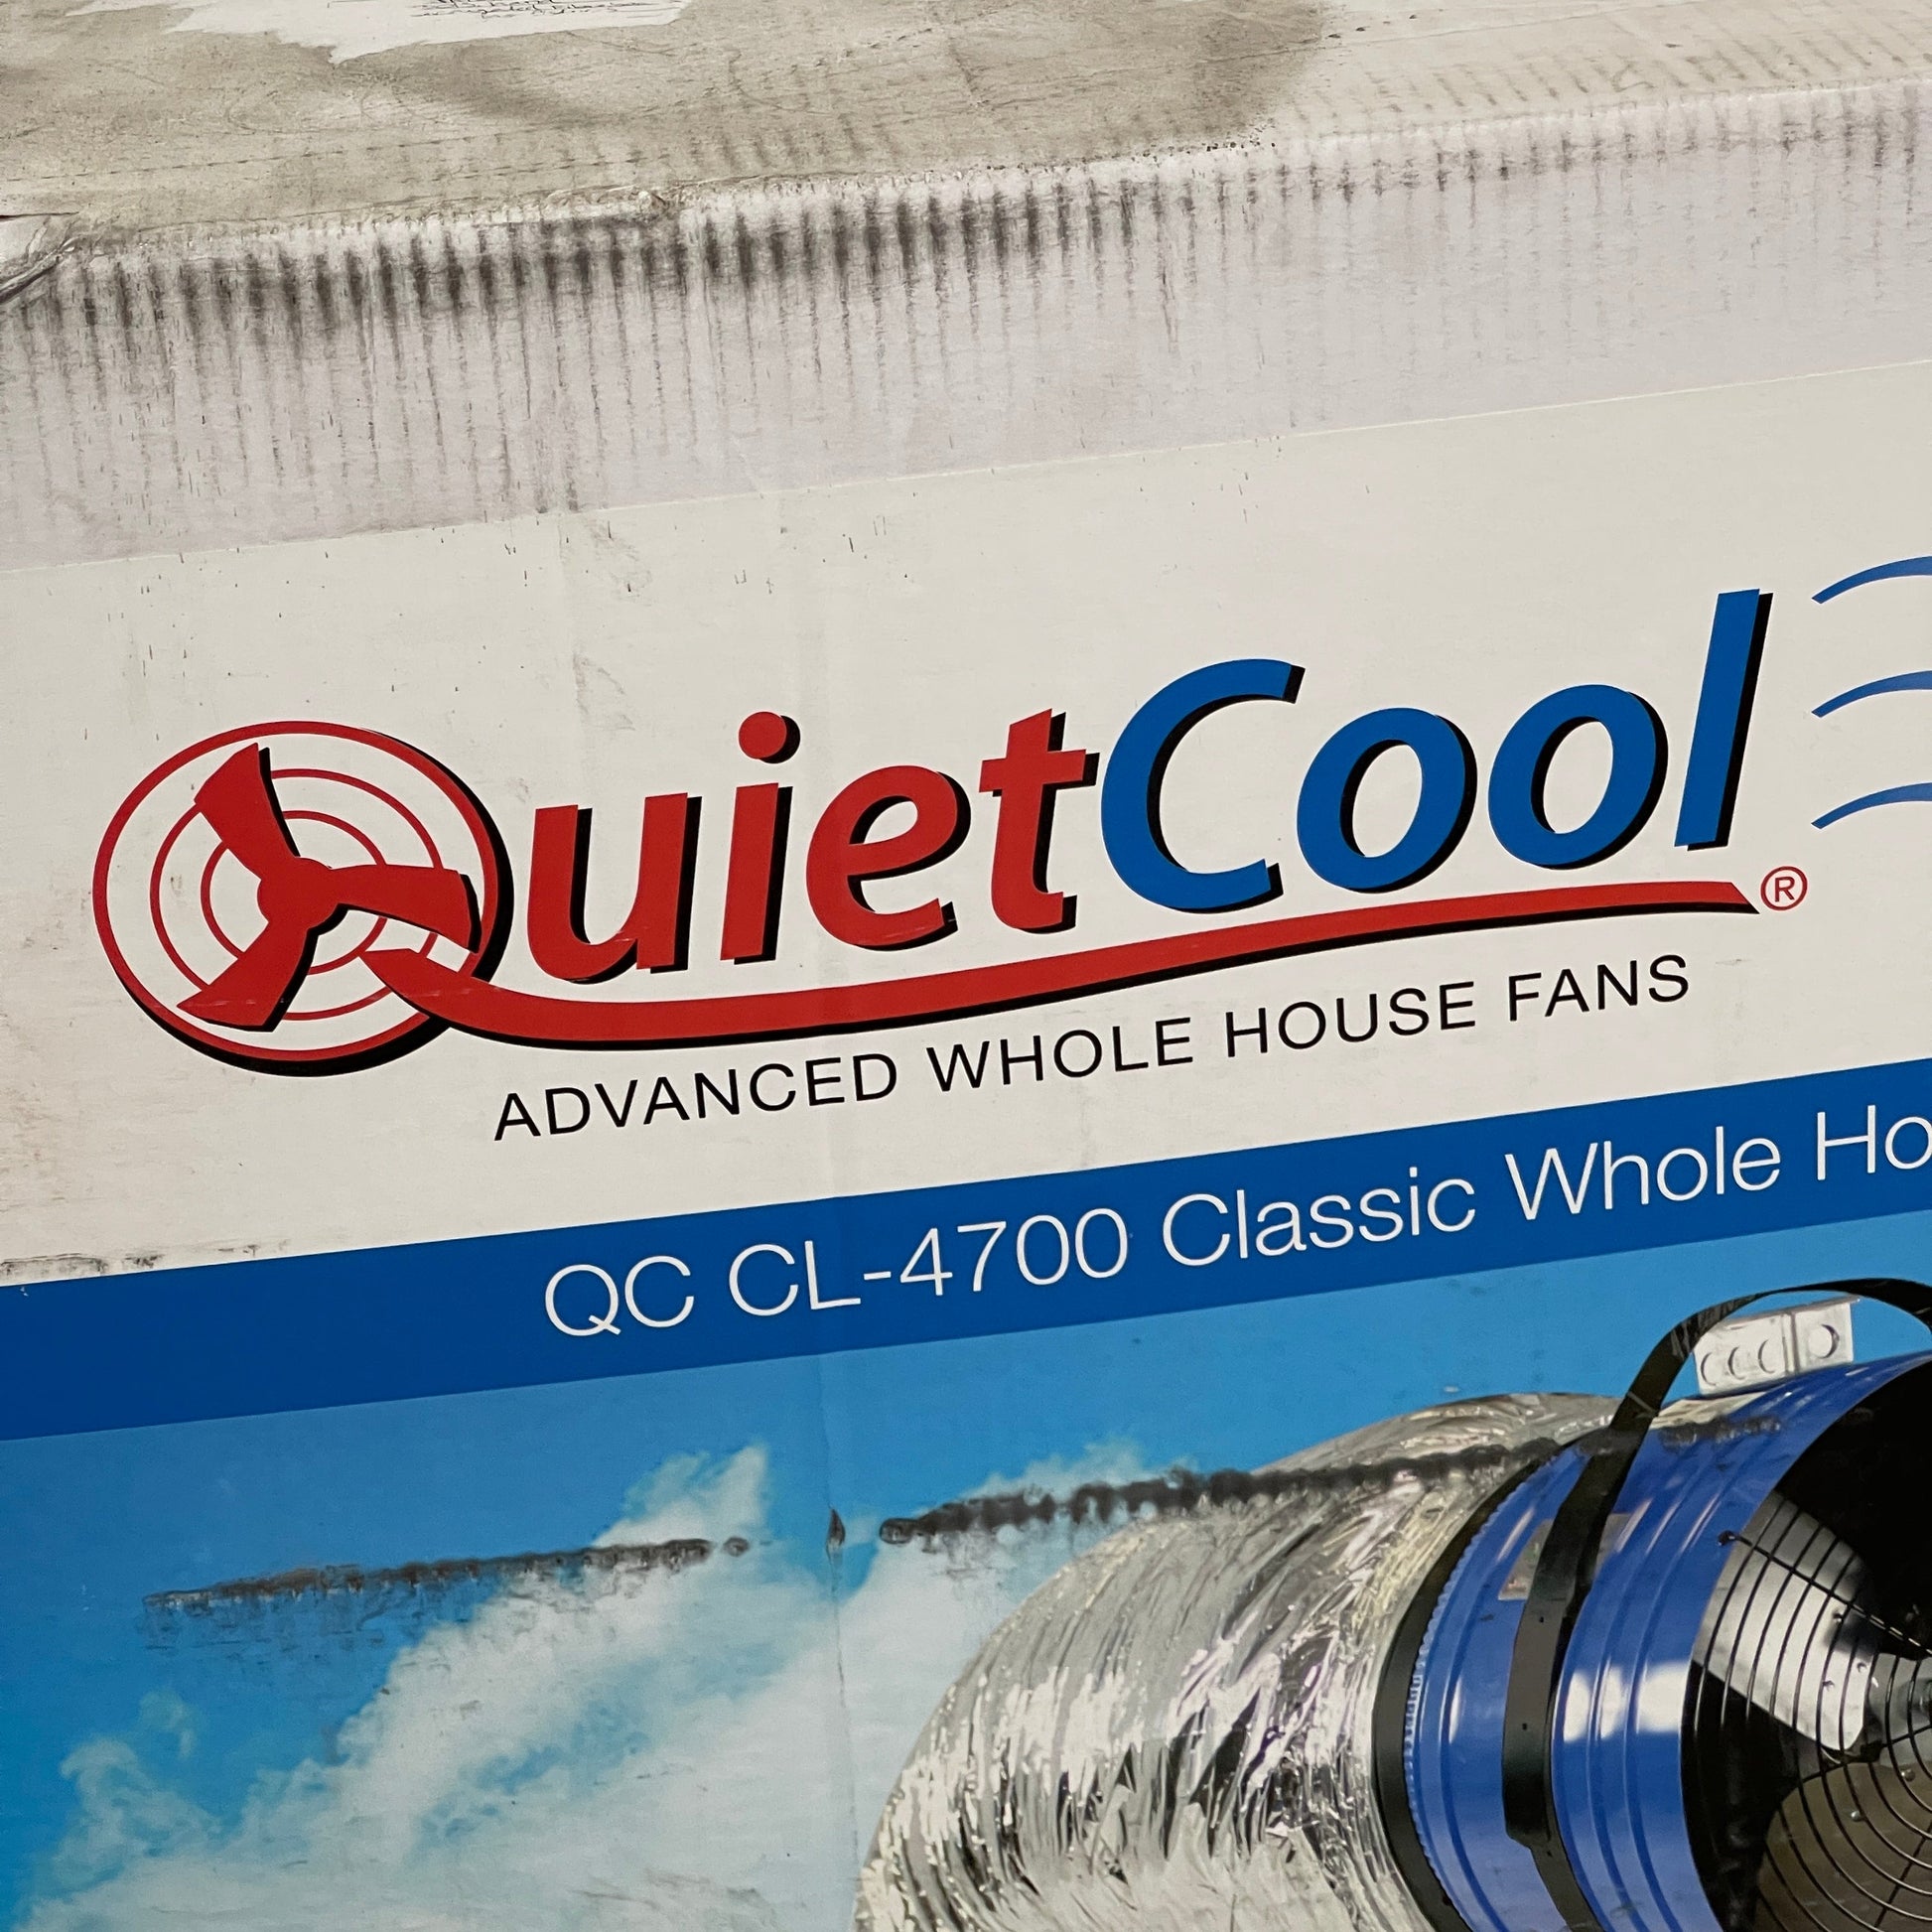 QuietCool®
ADVANCED WHOLE HOUSE FANS
QC CL-4700 Classic Whole Ho